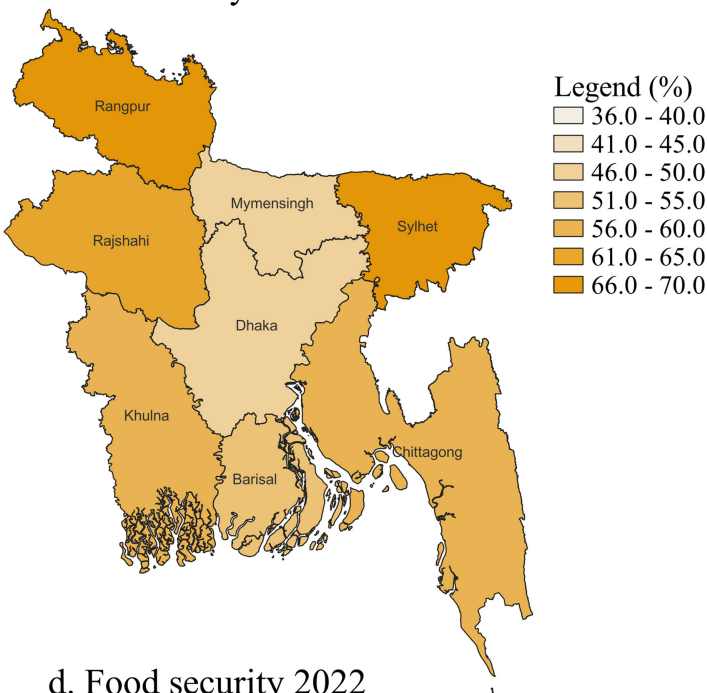 Legend (%)
36.0 - 40.0
41.0 - 45.0
46.0 - 50.0
51.0 - 55.0
56.0 - 60.0
61.0 - 65.0
66.0 - 70.0
Rangpur
Mymensingh
Sylhet
Rajshahi
Dhaka
Khulna
Chittagong
Barisal
d. Food security 2022